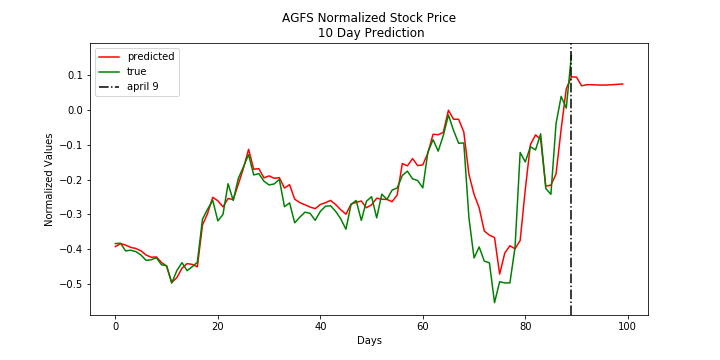 AGFS Normalized Stock Price
10 Day Prediction
predicted
true
april 9
Normalized Values
0.1
0.0
−0.1
−0.2
−0.3
−0.4
−0.5
0 20 40 60 80 100
Days